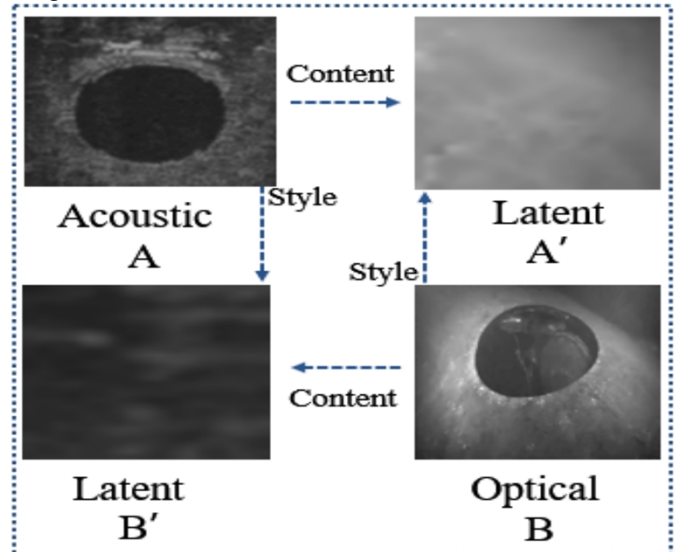 Content
Style
Acoustic
A
Latent
A′
Style
Content
Latent
B′
Optical
B